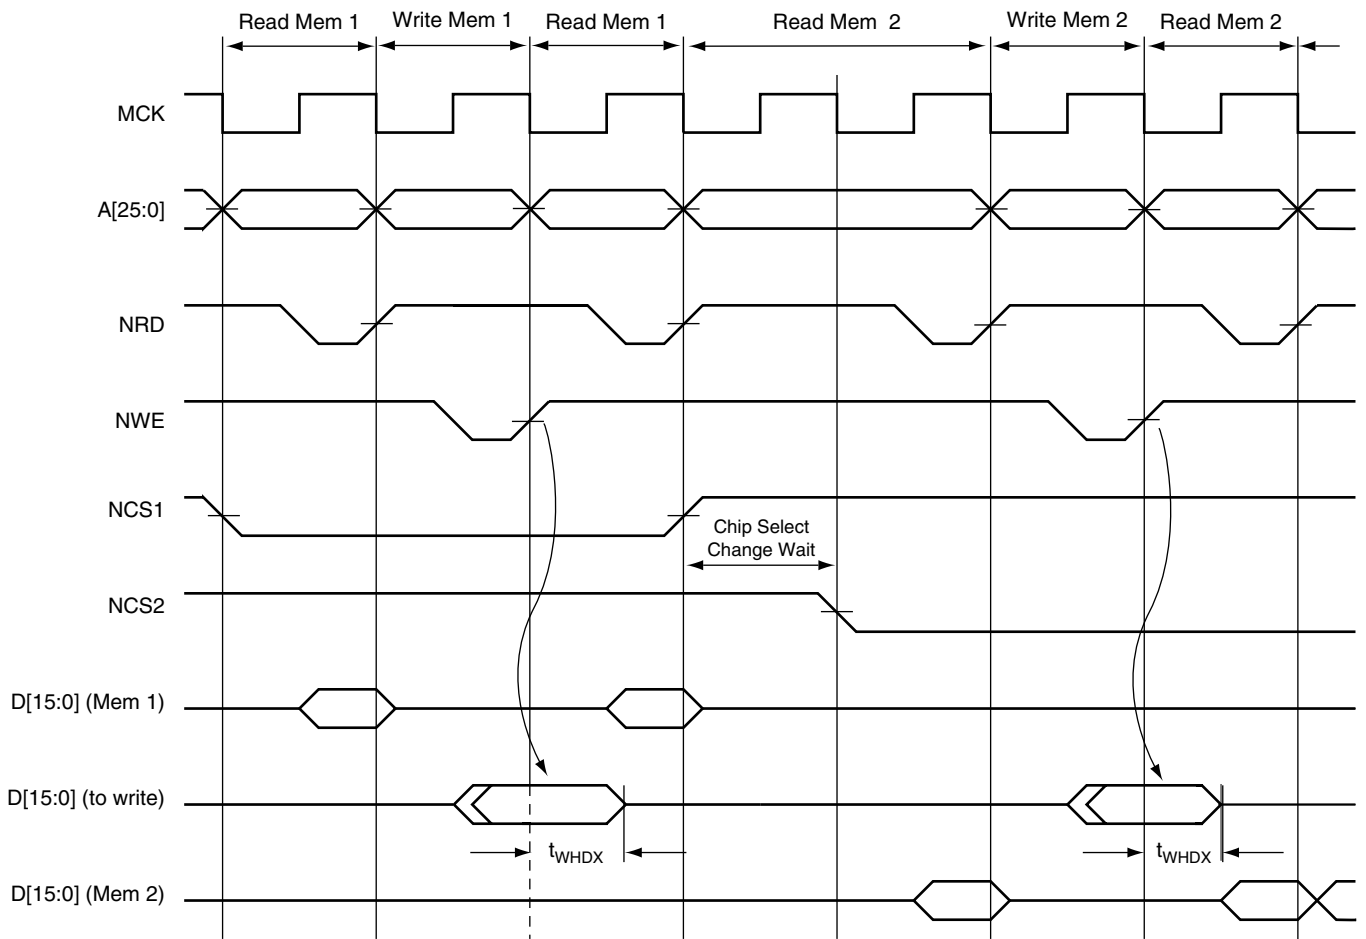 Read Mem 1 Write Mem 1 Read Mem 1 Read Mem 2 Write Mem 2 Read Mem 2
MCK
A[25:0]
NRD
NWE
NCS1
Chip Select
Change Wait
NCS2
D[15:0] (Mem 1)
D[15:0] (to write)
tWHDX tWHDX
D[15:0] (Mem 2)